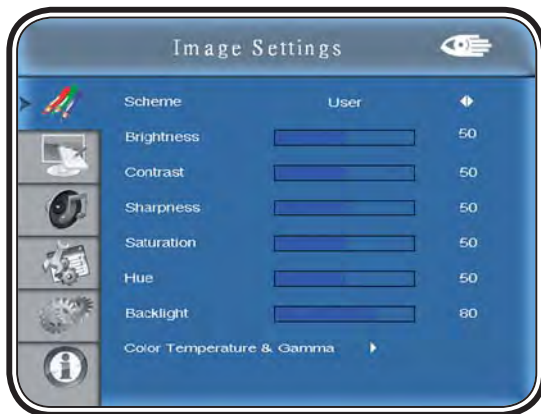 Image Settings
Scheme User
Brightness 50
Contrast 50
Sharpness 50
Saturation 50
Hue 50
Backlight 80
Color Temperature & Gamma